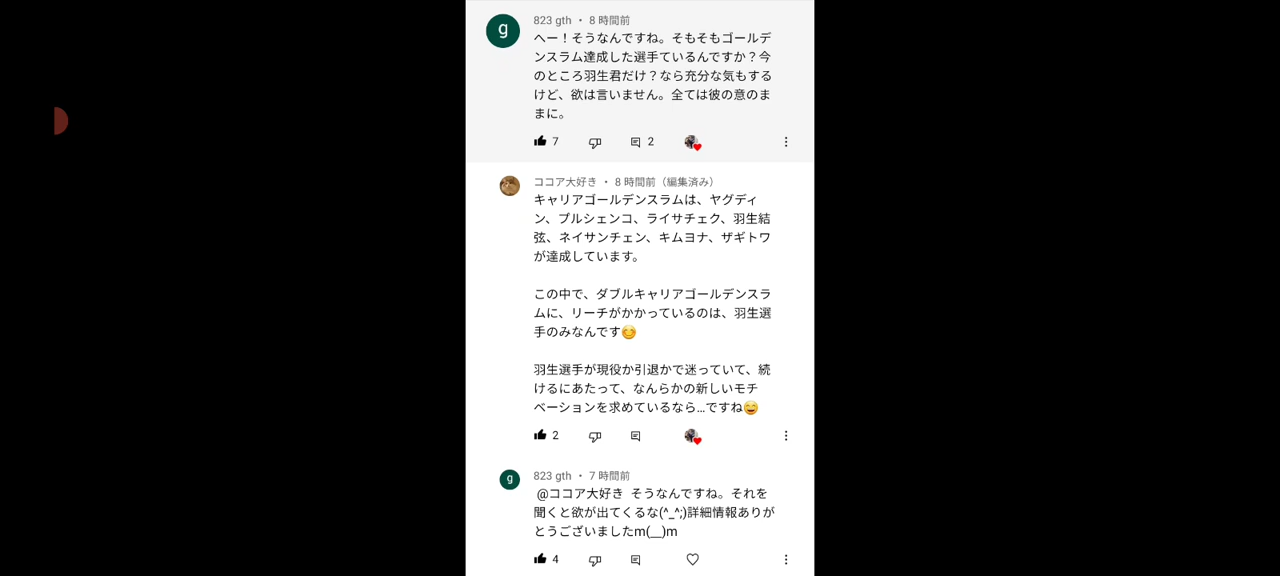 g
823 gth ・ 8 時間前
へー！そうなんですね。そもそもゴールデ
ンスラム達成した選手ているんですか？今
のところ羽生君だけ？なら充分な気もする
けど、欲は言いません。全ては彼の意のま
まに。
7 2
ココア大好き ・ 8 時間前（編集済み）
キャリアゴールデンスラムは、ヤグディ
ン、プルシェンコ、ライサチェク、羽生結
弦、ネイサンチェン、キムヨナ、ザギトワ
が達成しています。
この中で、ダブルキャリアゴールデンスラ
ムに、リーチがかかっているのは、羽生選
手のみなんです😊
羽生選手が現役か引退かで迷っていて、続
けるにあたって、なんらかの新しいモチ
ベーションを求めているなら...ですね😅
2
g
823 gth ・ 7 時間前
@ココア大好き そうなんですね。それを
聞くと欲が出てくるな(^_^;)詳細情報ありが
とうございましたm(__)m
4